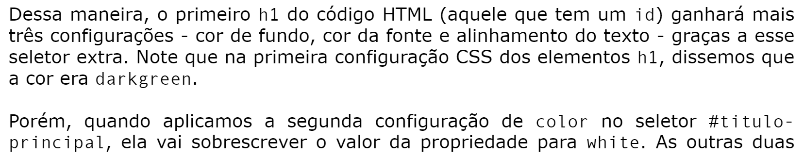 Dessa maneira, o primeiro h1 do código HTML (aquele que tem um id) ganhará mais
três configurações - cor de fundo, cor da fonte e alinhamento do texto - graças a esse
seletor extra. Note que na primeira configuração CSS dos elementos h1, dissemos que
a cor era darkgreen.
Porém, quando aplicamos a segunda configuração de color no seletor #titulo-
principal, ela vai sobrescrever o valor da propriedade para white. As outras duas